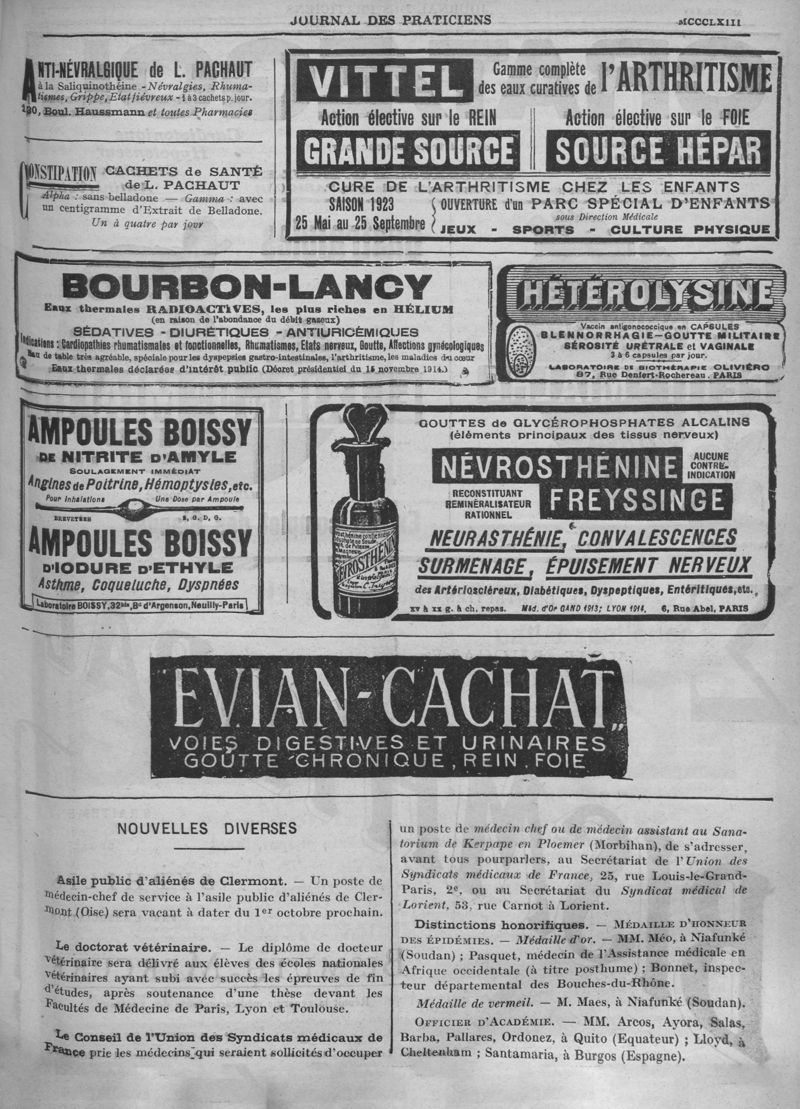 JOURNAL DES PRATICIENS
MCCCLXIII
ANTI-NÉVRALGIQUE de L. PACHAUT
à la Saliquinothéine - Névralgies, Rhuma-
tismes, Grippe, Etat fiévreux - 1 à 3 cachets p. jour.
130, Boul. Haussmann et toutes Pharmacies
CONSTIPATION CACHETS de SANTÉ
de L. PACHAUT
Alpha : sans belladone — Gamma : avec
un centigramme d'Extrait de Belladone.
Un à quatre par jour
VITTEL
Gamme complète
des eaux curatives de l'ARTHRITISME
Action élective sur le REIN
GRANDE SOURCE
Action élective sur le FOIE
SOURCE HÉPAR
CURE DE L'ARTHRITISME CHEZ LES ENFANTS
SAISON 1923
25 Mai au 25 Septembre
OUVERTURE d'un PARC SPÉCIAL D'ENFANTS
sous Direction Médicale
JEUX - SPORTS - CULTURE PHYSIQUE
BOURBON-LANCY
Eaux thermales RADIOACTIVES, les plus riches en HÉLIUM
(en raison de l'abondance du débit gazeux)
SÉDATIVES - DIURÉTIQUES - ANTIURICÉMIQUES
Indications : Cardiopathies rhumatismales et fonctionnelles, Rhumatismes, Etats nerveux, Goutte, Affections gynécologiques
Eau de table très agréable, spéciale pour les dyspepsies gastro-intestinales, l'arthritisme, les maladies du cœur
Eaux thermales déclarées d'intérêt public (Décret présidentiel du 15 novembre 1914.)
HÉTÉROLYSINE
Vaccin antigonococcique en CAPSULES
BLENNORRHAGIE - GOUTTE MILITAIRE
SÉROSITÉ URÉTRALE et VAGINALE
3 à 6 capsules par jour.
LABORATOIRE DE BIOTHÉRAPIE OLIVIÉRO
87, Rue Denfert-Rochereau. PARIS
AMPOULES BOISSY
DE NITRITE D'AMYLE
SOULAGEMENT IMMÉDIAT
Angines de Poitrine, Hémoptysies, etc.
Pour Inhalations Une Dose par Ampoule
BREVETÉES S. G. D. G.
AMPOULES BOISSY
D'IODURE D'ETHYLE
Asthme, Coqueluche, Dyspnées
Laboratoire BOISSY, 32bis, Bd d'Argenson, Neuilly-Paris
GOUTTES DE GLYCÉROPHOSPHATES ALCALINS
(éléments principaux des tissus nerveux)
NÉVROSTHÉNINE
AUCUNE
CONTRE-
INDICATION
RECONSTITUANT
REMINÉRALISATEUR
RATIONNEL
FREYSSINGE
NEURASTHÉNIE, CONVALESCENCES
SURMENAGE, ÉPUISEMENT NERVEUX
des Artérioscléreux, Diabétiques, Dyspeptiques, Entéritiques, etc.,
XV à XX g. à ch. repas. Méd. d'Or GAND 1913; LYON 1914. 6, Rue Abel, PARIS
EVIAN-CACHAT
VOIES DIGESTIVES ET URINAIRES
GOUTTE CHRONIQUE, REIN, FOIE
NOUVELLES DIVERSES
Asile public d'aliénés de Clermont. — Un poste de
médecin-chef de service à l'asile public d'aliénés de Cler-
mont (Oise) sera vacant à dater du 1er octobre prochain.
Le doctorat vétérinaire. — Le diplôme de docteur
vétérinaire sera délivré aux élèves des écoles nationales
vétérinaires ayant subi avec succès les épreuves de fin
d'études, après soutenance d'une thèse devant les
Facultés de Médecine de Paris, Lyon et Toulouse.
Le Conseil de l'Union des Syndicats médicaux de
France prie les médecins qui seraient sollicités d'occuper
un poste de médecin chef ou de médecin assistant au Sana-
torium de Kerpape en Ploemer (Morbihan), de s'adresser,
avant tous pourparlers, au Secrétariat de l'Union des
Syndicats médicaux de France, 25, rue Louis-le-Grand-
Paris, 2e, ou au Secrétariat du Syndicat médical de
Lorient, 53, rue Carnot à Lorient.
Distinctions honorifiques. — MÉDAILLE D'HONNEUR
DES ÉPIDÉMIES. — Médaille d'or. — MM. Méo, à Niafunké
(Soudan) ; Pasquet, médecin de l'Assistance médicale en
Afrique occidentale (à titre posthume) ; Bonnet, inspec-
teur départemental des Bouches-du-Rhône.
Médaille de vermeil. — M. Maes, à Niafunké (Soudan).
OFFICIER D'ACADÉMIE. — MM. Arcos, Ayora, Salas,
Barba, Pallares, Ordonez, à Quito (Equateur) ; Lloyd, à
Cheltenham ; Santamaria, à Burgos (Espagne).